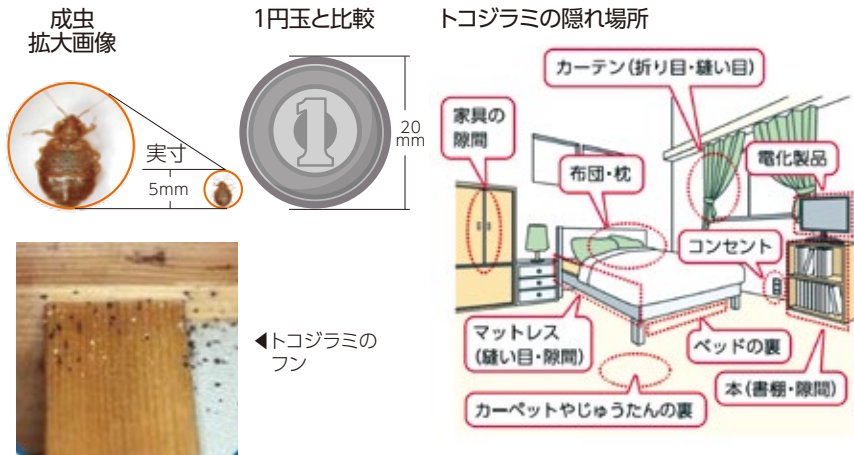 成虫
拡大画像
1円玉と比較
トコジラミの隠れ場所
実寸
5mm
1
20
mm
◀トコジラミの
フン
カーテン(折り目・縫い目)
家具の
隙間
布団・枕
電化製品
コンセント
マットレス
(縫い目・隙間)
ベッドの裏
本(書棚・隙間)
カーペットやじゅうたんの裏